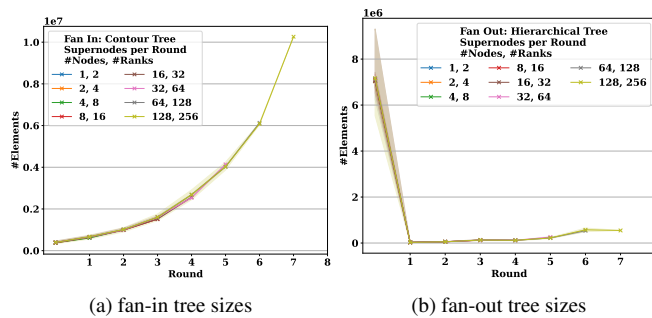 1e7
Fan In: Contour Tree
Supernodes per Round
#Nodes, #Ranks
1, 2
2, 4
4, 8
8, 16
16, 32
32, 64
64, 128
128, 256
1.0
0.8
0.6
0.4
0.2
0.0
#Elements
1 2 3 4 5 6 7 8
Round
(a) fan-in tree sizes
1e6
Fan Out: Hierarchical Tree
Supernodes per Round
#Nodes, #Ranks
1, 2
2, 4
4, 8
8, 16
16, 32
32, 64
64, 128
128, 256
8
6
4
2
0
#Elements
1 2 3 4 5 6 7
Round
(b) fan-out tree sizes